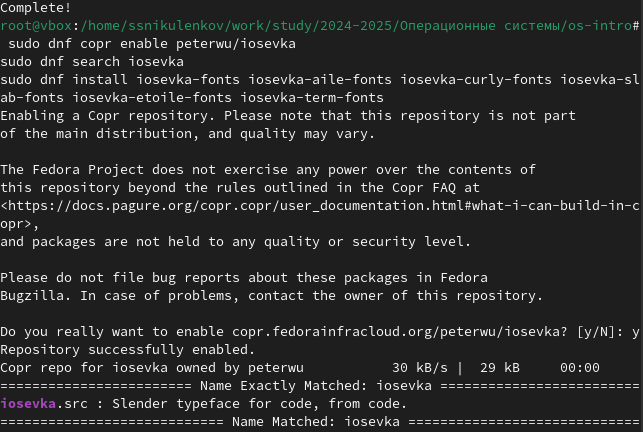 Complete!
root@vbox:/home/ssnikulenkov/work/study/2024-2025/Операционные системы/os-intro#
sudo dnf copr enable peterwu/iosevka
sudo dnf search iosevka
sudo dnf install iosevka-fonts iosevka-aile-fonts iosevka-curly-fonts iosevka-sl
ab-fonts iosevka-etoile-fonts iosevka-term-fonts
Enabling a Copr repository. Please note that this repository is not part
of the main distribution, and quality may vary.

The Fedora Project does not exercise any power over the contents of
this repository beyond the rules outlined in the Copr FAQ at
<https://docs.pagure.org/copr.copr/user_documentation.html#what-i-can-build-in-c
opr>,
and packages are not held to any quality or security level.

Please do not file bug reports about these packages in Fedora
Bugzilla. In case of problems, contact the owner of this repository.

Do you really want to enable copr.fedorainfracloud.org/peterwu/iosevka? [y/N]: y
Repository successfully enabled.
Copr repo for iosevka owned by peterwu           30 kB/s |  29 kB     00:00
======================== Name Exactly Matched: iosevka =========================
iosevka.src : Slender typeface for code, from code.
============================ Name Matched: iosevka =============================